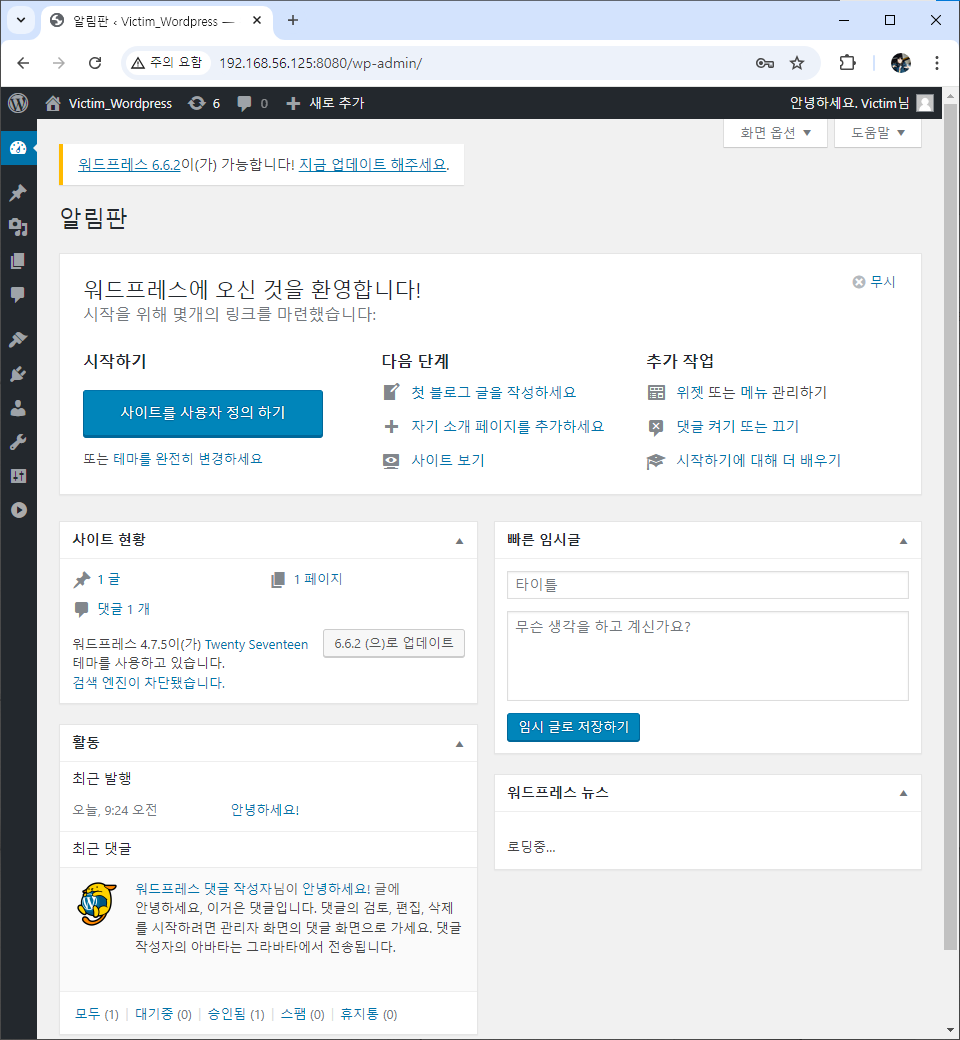 알림판 ‹ Victim_Wordpress —
주의 요함 192.168.56.125:8080/wp-admin/
Victim_Wordpress 6 0 새로 추가 안녕하세요. Victim님
화면 옵션 ▼ 도움말 ▼
워드프레스 6.6.2이(가) 가능합니다! 지금 업데이트 해주세요.
알림판
워드프레스에 오신 것을 환영합니다! 무시
시작을 위해 몇개의 링크를 마련했습니다:
시작하기
사이트를 사용자 정의 하기
또는 테마를 완전히 변경하세요
다음 단계
첫 블로그 글을 작성하세요
자기 소개 페이지를 추가하세요
사이트 보기
추가 작업
위젯 또는 메뉴 관리하기
댓글 켜기 또는 끄기
시작하기에 대해 더 배우기
사이트 현황
1 글 1 페이지
댓글 1 개
워드프레스 4.7.5이(가) Twenty Seventeen
테마를 사용하고 있습니다.
6.6.2 (으)로 업데이트
검색 엔진이 차단됐습니다.
활동
최근 발행
오늘, 9:24 오전 안녕하세요!
최근 댓글
워드프레스 댓글 작성자님이 안녕하세요! 글에
안녕하세요, 이거은 댓글입니다. 댓글의 검토, 편집, 삭제
를 시작하려면 관리자 화면의 댓글 화면으로 가세요. 댓글
작성자의 아바타는 그라바타에서 전송됩니다.
모두 (1) | 대기중 (0) | 승인됨 (1) | 스팸 (0) | 휴지통 (0)
빠른 임시글
타이틀
무슨 생각을 하고 계신가요?
임시 글로 저장하기
워드프레스 뉴스
로딩중...